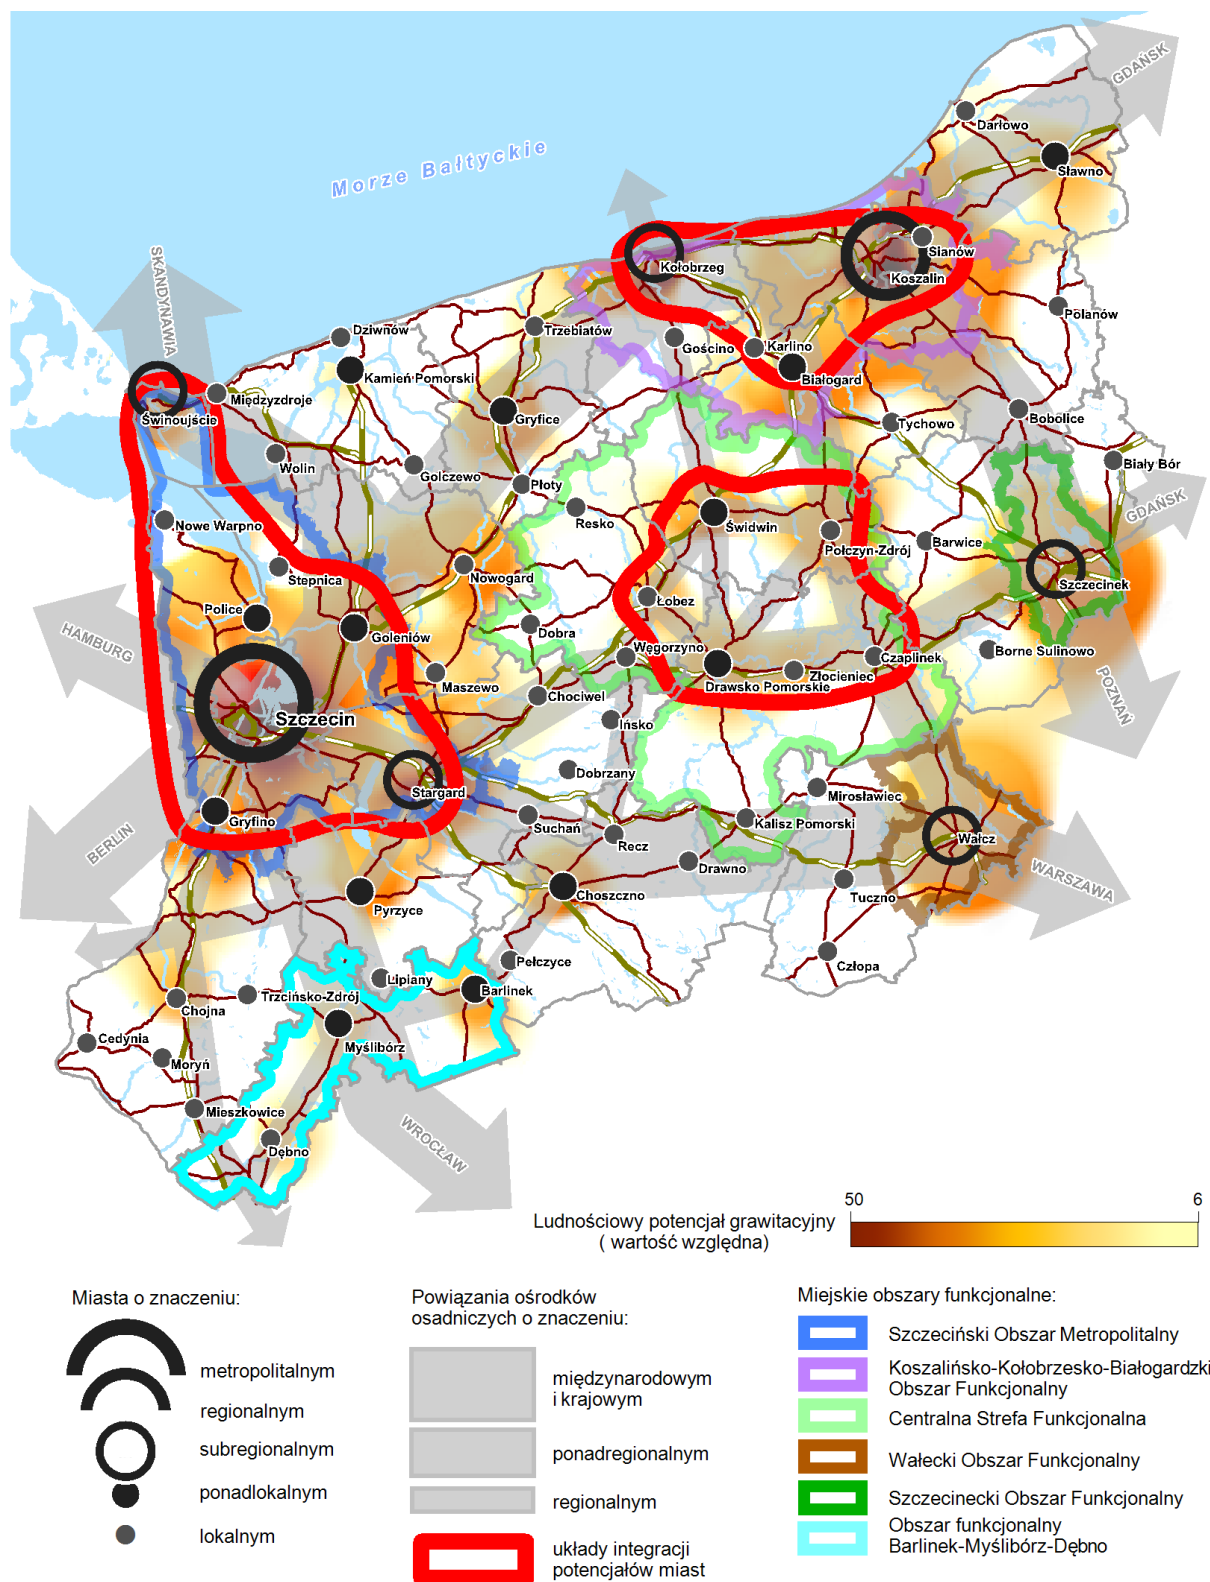 GDAŃSK
Darłowo
Sławno
Morze Bałtyckie
SKANDYNAWIA
Sianów
Kołobrzeg
Koszalin
Polanów
Dziwnów
Trzebiatów
Gościno
Karlino
Kamień Pomorski
Białogard
Międzyzdroje
Świnoujście
Gryfice
Tychowo
Bobolice
Wolin
Golczewo
Płoty
Biały Bór
Resko
GDAŃSK
Nowe Warpno
Świdwin
Połczyn-Zdrój
Barwice
Stepnica
Nowogard
Szczecinek
Police
Łobez
HAMBURG
Goleniów
Dobra
Węgorzyno
Czaplinek
Borne Sulinowo
Maszewo
Drawsko Pomorskie
Złocieniec
Chociwel
POZNAŃ
Szczecin
Ińsko
Dobrzany
Stargard
Mirosławiec
Gryfino
Suchań
Kalisz Pomorski
BERLIN
Recz
Wałcz
Drawno
WARSZAWA
Choszczno
Tuczno
Pyrzyce
Pełczyce
Człopa
Lipiany
Barlinek
Trzcińsko-Zdrój
Chojna
Cedynia
Myślibórz
Moryń
Mieszkowice
WROCŁAW
Dębno
50
6
Ludnościowy potencjał grawitacyjny
( wartość względna)
Miasta o znaczeniu:
metropolitalnym
regionalnym
subregionalnym
ponadlokalnym
lokalnym
Powiązania ośrodków
osadniczych o znaczeniu:
międzynarodowym
i krajowym
ponadregionalnym
regionalnym
układy integracji
potencjałów miast
Miejskie obszary funkcjonalne:
Szczeciński Obszar Metropolitalny
Koszalińsko-Kołobrzesko-Białogardzki
Obszar Funkcjonalny
Centralna Strefa Funkcjonalna
Wałecki Obszar Funkcjonalny
Szczecinecki Obszar Funkcjonalny
Obszar funkcjonalny
Barlinek-Myślibórz-Dębno